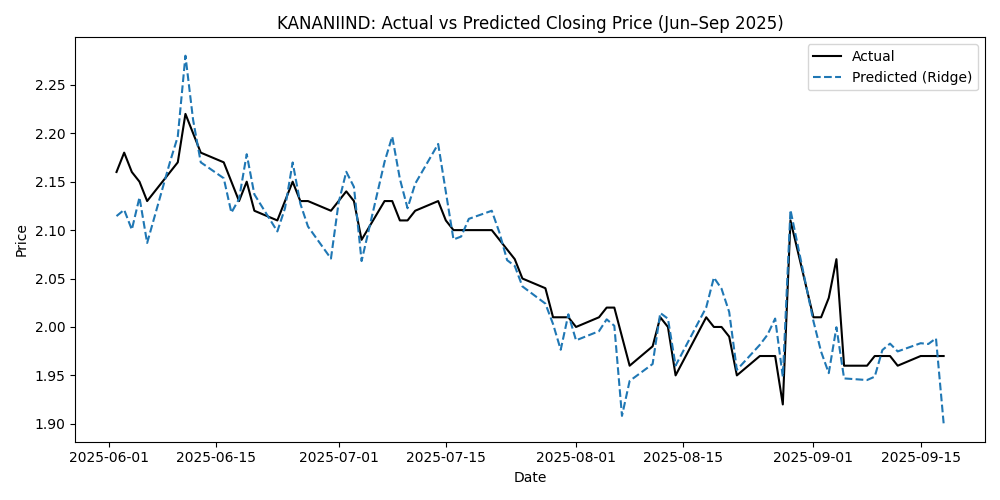 KANANIIND: Actual vs Predicted Closing Price (Jun–Sep 2025)
Actual
Predicted (Ridge)
Price
2.25
2.20
2.15
2.10
2.05
2.00
1.95
1.90
2025-06-01 2025-06-15 2025-07-01 2025-07-15 2025-08-01 2025-08-15 2025-09-01 2025-09-15
Date